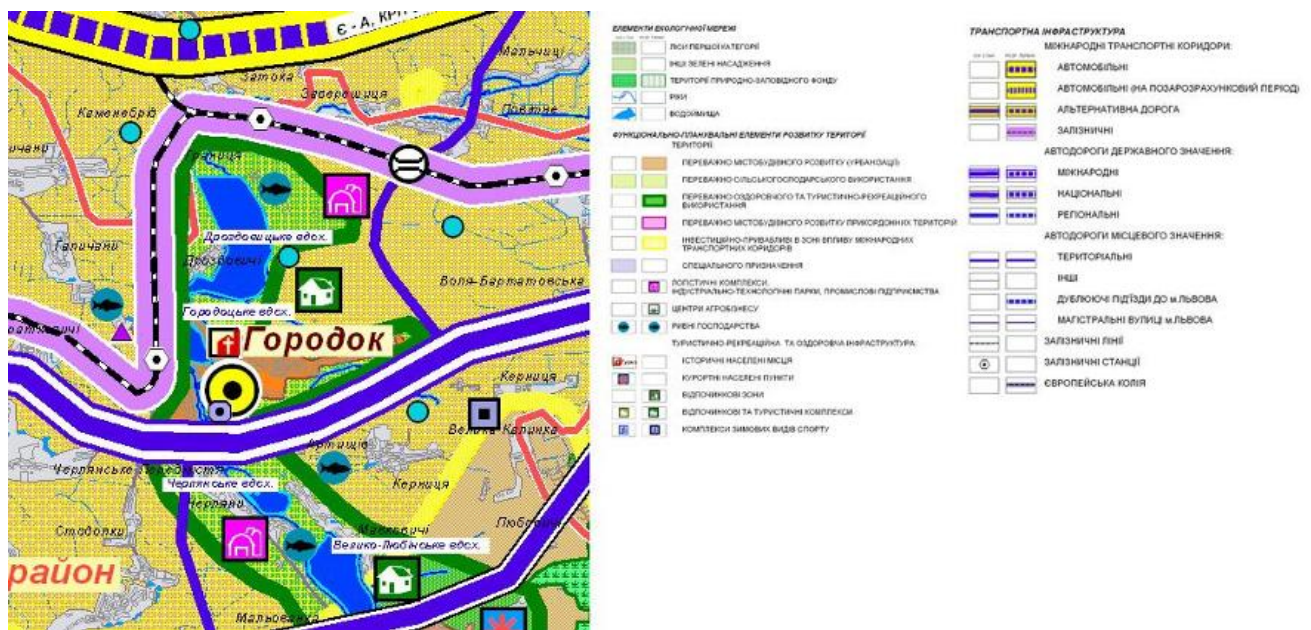 Є - А, КРИ
Мальчиці
Затока
Завершиця
Повітне
Каменебрід
Галичани
Дроздовицьке вдсх.
Дроздовичі
Воля-Бартатовська
Городоцьке вдсх.
Городок
Керниця
Велика Калинка
Артищів
Черлянське Передмістя
Черлянське вдсх.
Керниця
Черляни
Стодолки
Любовичі
Велико-Любінське вдсх.
район
Мальованка
ЕЛЕМЕНТИ ЕКОЛОГІЧНОЇ МЕРЕЖІ
ЛІСИ ПЕРШОЇ КАТЕГОРІЇ
ІНШІ ЗЕЛЕНІ НАСАДЖЕННЯ
ТЕРИТОРІЇ ПРИРОДНО-ЗАПОВІДНОГО ФОНДУ
РІКИ
ВОДОЙМИЩА
ФУНКЦІОНАЛЬНО-ПЛАНУВАЛЬНІ ЕЛЕМЕНТИ РОЗВИТКУ ТЕРИТОРІЇ
ТЕРИТОРІЇ:
ПЕРЕВАЖНО МІСТОБУДІВНОГО РОЗВИТКУ (УРБАНІЗАЦІЇ)
ПЕРЕВАЖНО СІЛЬСЬКОГОСПОДАРСЬКОГО ВИКОРИСТАННЯ
ПЕРЕВАЖНО ОЗДОРОВЧОГО ТА ТУРИСТИЧНО-РЕКРЕАЦІЙНОГО
ВИКОРИСТАННЯ
ПЕРЕВАЖНО МІСТОБУДІВНОГО РОЗВИТКУ ПРИКОРДОННИХ ТЕРИТОРІЙ
ІНВЕСТИЦІЙНО-ПРИВАБЛИВІ В ЗОНІ ВПЛИВУ МІЖНАРОДНИХ
ТРАНСПОРТНИХ КОРИДОРІВ
СПЕЦІАЛЬНОГО ПРИЗНАЧЕННЯ
ЛОГІСТИЧНІ КОМПЛЕКСИ,
ІНДУСТРІАЛЬНО-ТЕХНОЛОГІЧНІ ПАРКИ, ПРОМИСЛОВІ ПІДПРИЄМСТВА
ЦЕНТРИ АГРОБІЗНЕСУ
РИБНІ ГОСПОДАРСТВА
ТУРИСТИЧНО-РЕКРЕАЦІЙНА ТА ОЗДОРОВЧА ІНФРАСТРУКТУРА:
ІСТОРИЧНІ НАСЕЛЕНІ МІСЦЯ
КУРОРТНІ НАСЕЛЕНІ ПУНКТИ
ВІДПОЧИНКОВІ ЗОНИ
ВІДПОЧИНКОВІ ТА ТУРИСТИЧНІ КОМПЛЕКСИ
КОМПЛЕКСИ ЗИМОВИХ ВИДІВ СПОРТУ
ТРАНСПОРТНА ІНФРАСТРУКТУРА
МІЖНАРОДНІ ТРАНСПОРТНІ КОРИДОРИ:
АВТОМОБІЛЬНІ
АВТОМОБІЛЬНІ (НА ПОЗАРОЗРАХУНКОВИЙ ПЕРІОД)
АЛЬТЕРНАТИВНА ДОРОГА
ЗАЛІЗНИЧНІ
АВТОДОРОГИ ДЕРЖАВНОГО ЗНАЧЕННЯ:
МІЖНАРОДНІ
НАЦІОНАЛЬНІ
РЕГІОНАЛЬНІ
АВТОДОРОГИ МІСЦЕВОГО ЗНАЧЕННЯ:
ТЕРИТОРІАЛЬНІ
ІНШІ
ДУБЛЮЮЧІ ПІД'ЇЗДИ ДО м.ЛЬВОВА
МАГІСТРАЛЬНІ ВУЛИЦІ м.ЛЬВОВА
ЗАЛІЗНИЧНІ ЛІНІЇ
ЗАЛІЗНИЧНІ СТАНЦІЇ
ЄВРОПЕЙСЬКА КОЛІЯ